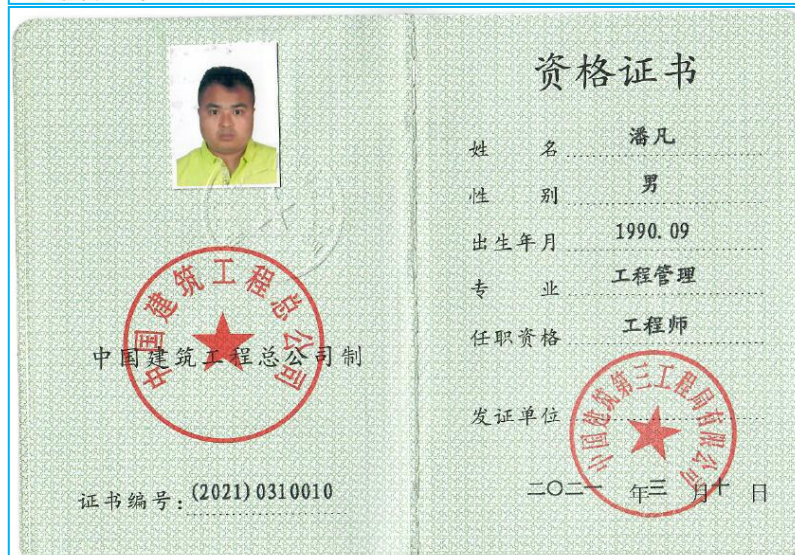 中国建筑工程总公司
中国建筑工程总公司制
证书编号：(2021)0310010
资格证书
姓名 潘凡
性别 男
出生年月 1990.09
专业 工程管理
任职资格 工程师
发证单位
中国建筑第三工程局有限公司
二〇二一 年三 月十 日